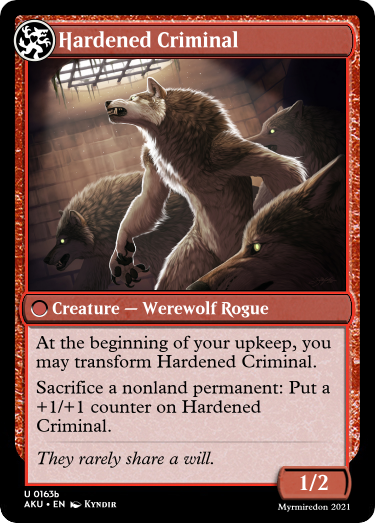 Hardened Criminal
Creature — Werewolf Rogue
At the beginning of your upkeep, you
may transform Hardened Criminal.
Sacrifice a nonland permanent: Put a
+1/+1 counter on Hardened
Criminal.
They rarely share a will.
1/2
U 0163b
AKU • EN Kyndir
Myrmiredon 2021